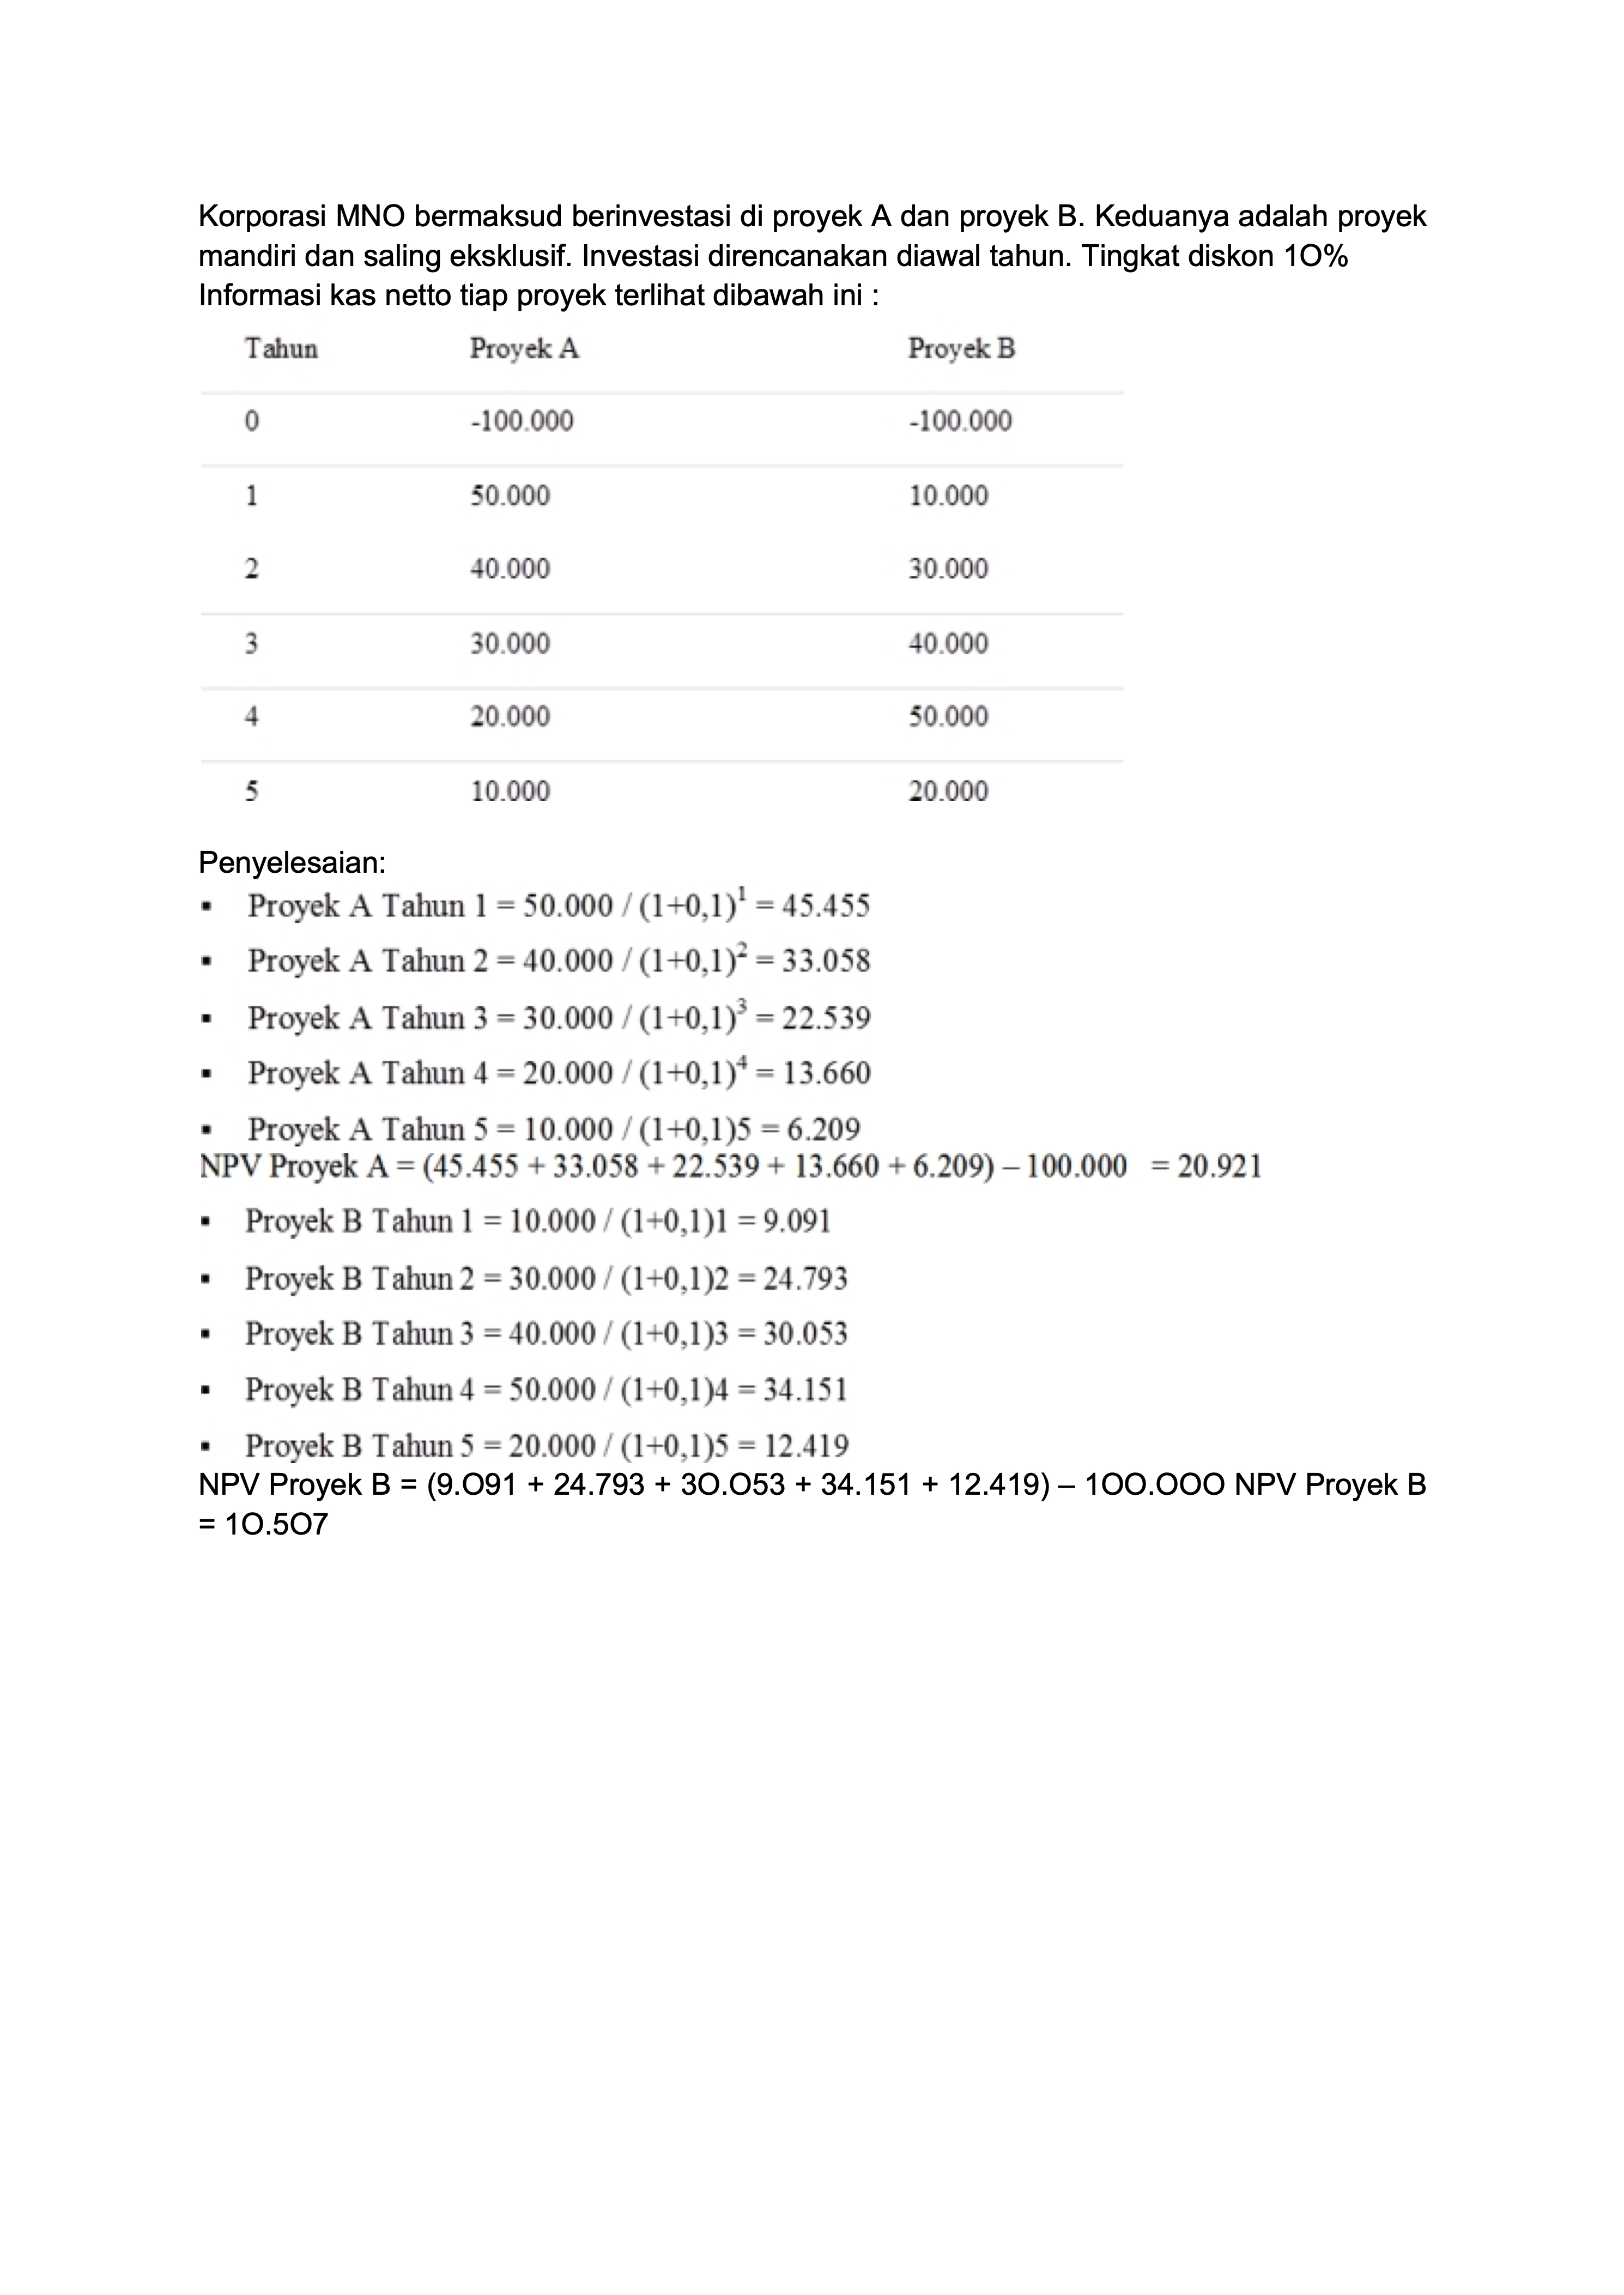 Korporasi MNO bermaksud berinvestasi di proyek A dan proyek B. Keduanya adalah proyek
mandiri dan saling eksklusif. Investasi direncanakan diawal tahun. Tingkat diskon 1O%
Informasi kas netto tiap proyek terlihat dibawah ini :
Tahun Proyek A Proyek B
0 -100.000 -100.000
1 50.000 10.000
2 40.000 30.000
3 30.000 40.000
4 20.000 50.000
5 10.000 20.000
Penyelesaian:
▪ Proyek A Tahun 1 = 50.000 / (1+0,1)¹ = 45.455
▪ Proyek A Tahun 2 = 40.000 / (1+0,1)² = 33.058
▪ Proyek A Tahun 3 = 30.000 / (1+0,1)³ = 22.539
▪ Proyek A Tahun 4 = 20.000 / (1+0,1)⁴ = 13.660
▪ Proyek A Tahun 5 = 10.000 / (1+0,1)5 = 6.209
NPV Proyek A = (45.455 + 33.058 + 22.539 + 13.660 + 6.209) – 100.000 = 20.921
▪ Proyek B Tahun 1 = 10.000 / (1+0,1)1 = 9.091
▪ Proyek B Tahun 2 = 30.000 / (1+0,1)2 = 24.793
▪ Proyek B Tahun 3 = 40.000 / (1+0,1)3 = 30.053
▪ Proyek B Tahun 4 = 50.000 / (1+0,1)4 = 34.151
▪ Proyek B Tahun 5 = 20.000 / (1+0,1)5 = 12.419
NPV Proyek B = (9.O91 + 24.793 + 3O.O53 + 34.151 + 12.419) – 1OO.OOO NPV Proyek B
= 1O.5O7